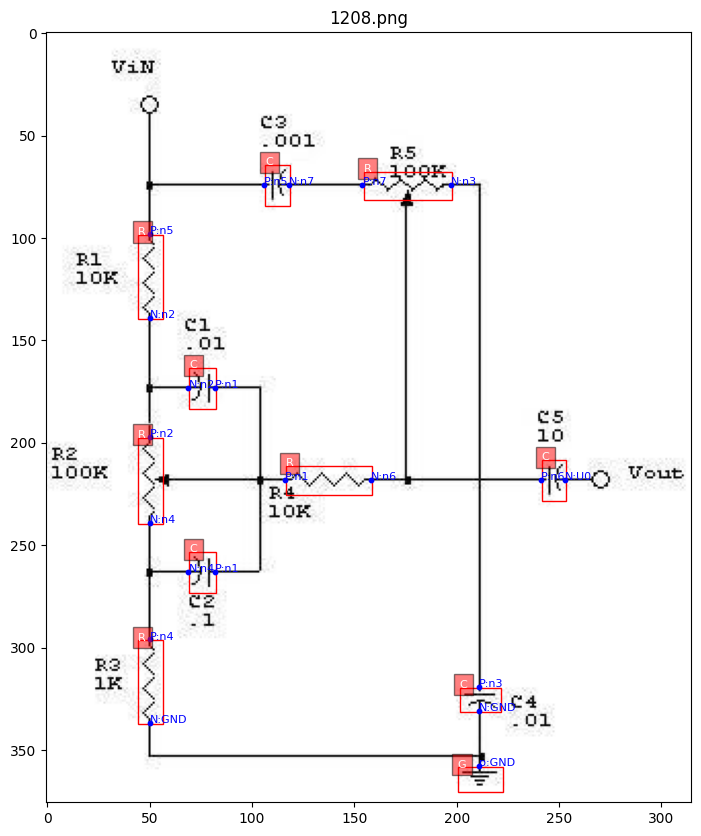 1208.png
ViN
C3
.001
R5
100K
C
R
P:n5
N:n7
P:n7
N:n3
R
P:n5
R1
10K
N:n2
C1
.01
C
N:n2
P:n1
R
P:n2
R2
100K
N:n4
R
P:n1
N:n6
R4
10K
C5
10
C
P:n6
N:U0
Vout
C
N:n4
P:n1
C2
.1
R
P:n4
R3
1K
N:GND
C
P:n3
N:GND
C4
.01
G
p:GND
0
50
100
150
200
250
300
350
0
50
100
150
200
250
300